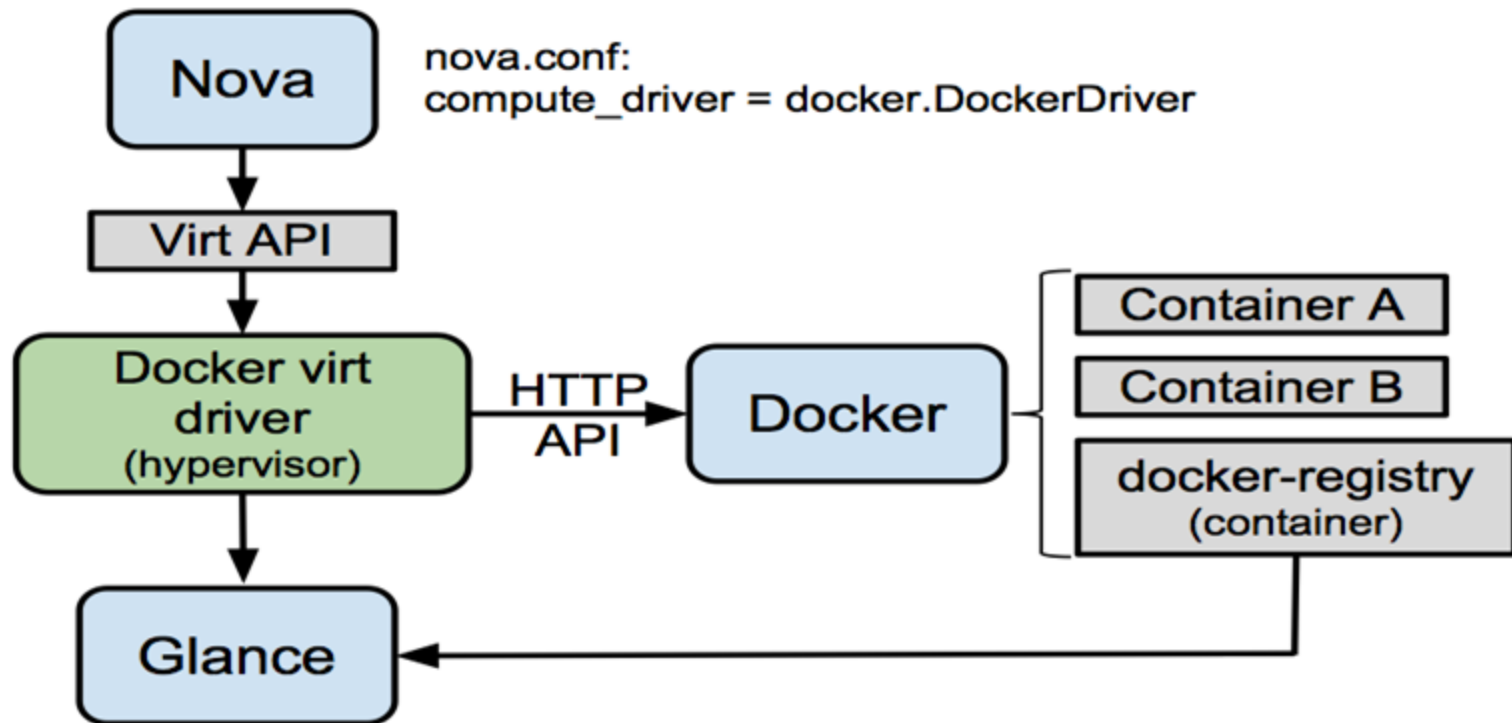 Nova
nova.conf:
compute_driver = docker.DockerDriver
Virt API
Docker virt
driver
(hypervisor)
HTTP
API
Docker
Container A
Container B
docker-registry
(container)
Glance